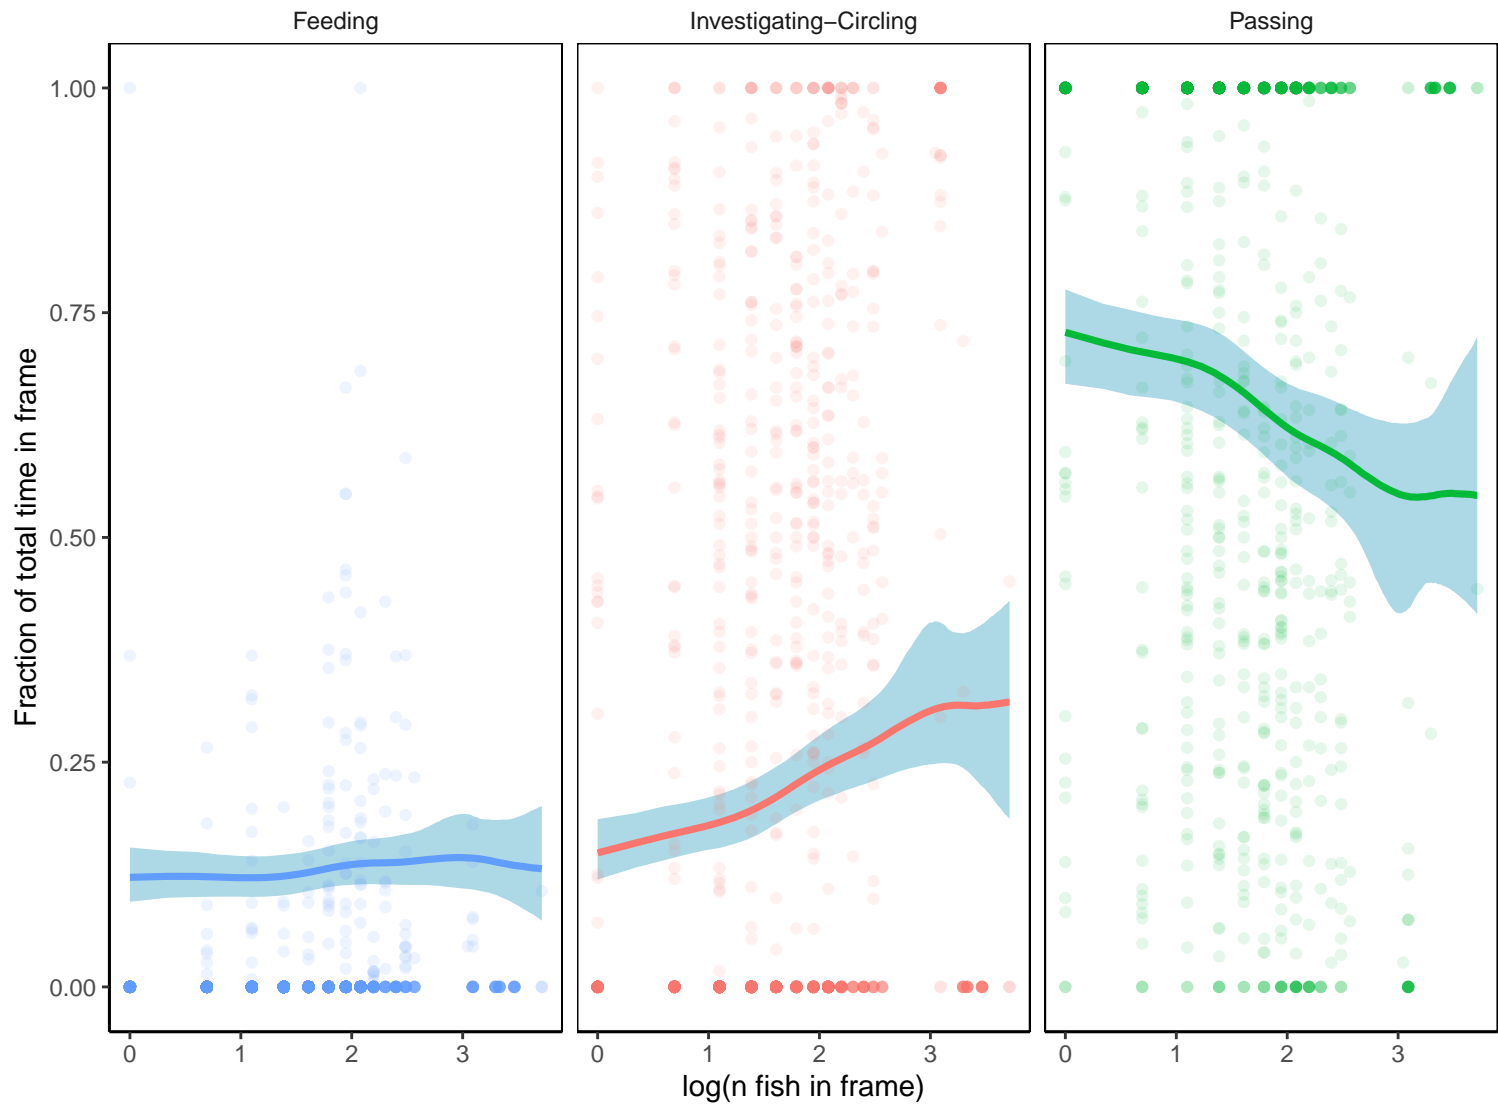 Feeding
Investigating−Circling
Passing
Fraction of total time in frame
1.00
0.75
0.50
0.25
0.00
0 1 2 3
0 1 2 3
0 1 2 3
log(n fish in frame)